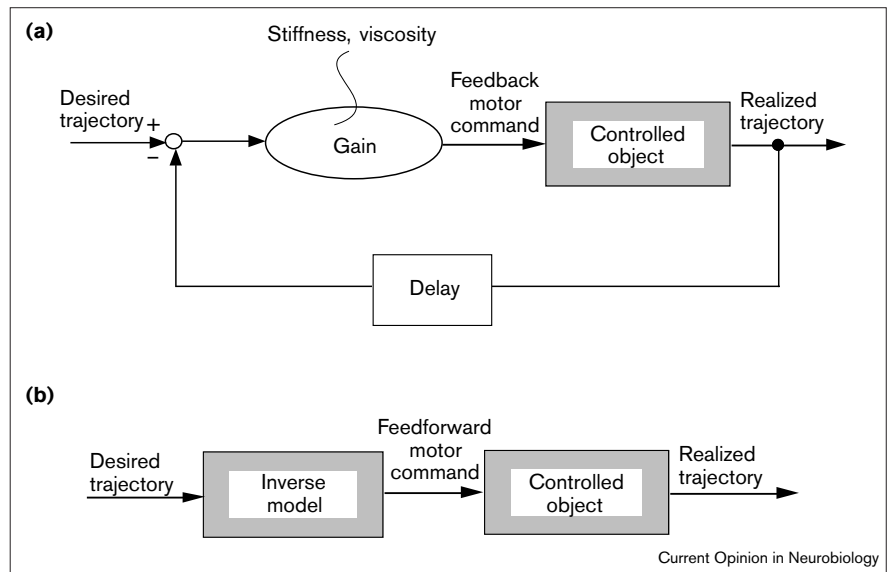 (a)
Stiffness, viscosity
Desired
trajectory
+
−
Gain
Feedback
motor
command
Controlled
object
Realized
trajectory
Delay
(b)
Desired
trajectory
Inverse
model
Feedforward
motor
command
Controlled
object
Realized
trajectory
Current Opinion in Neurobiology